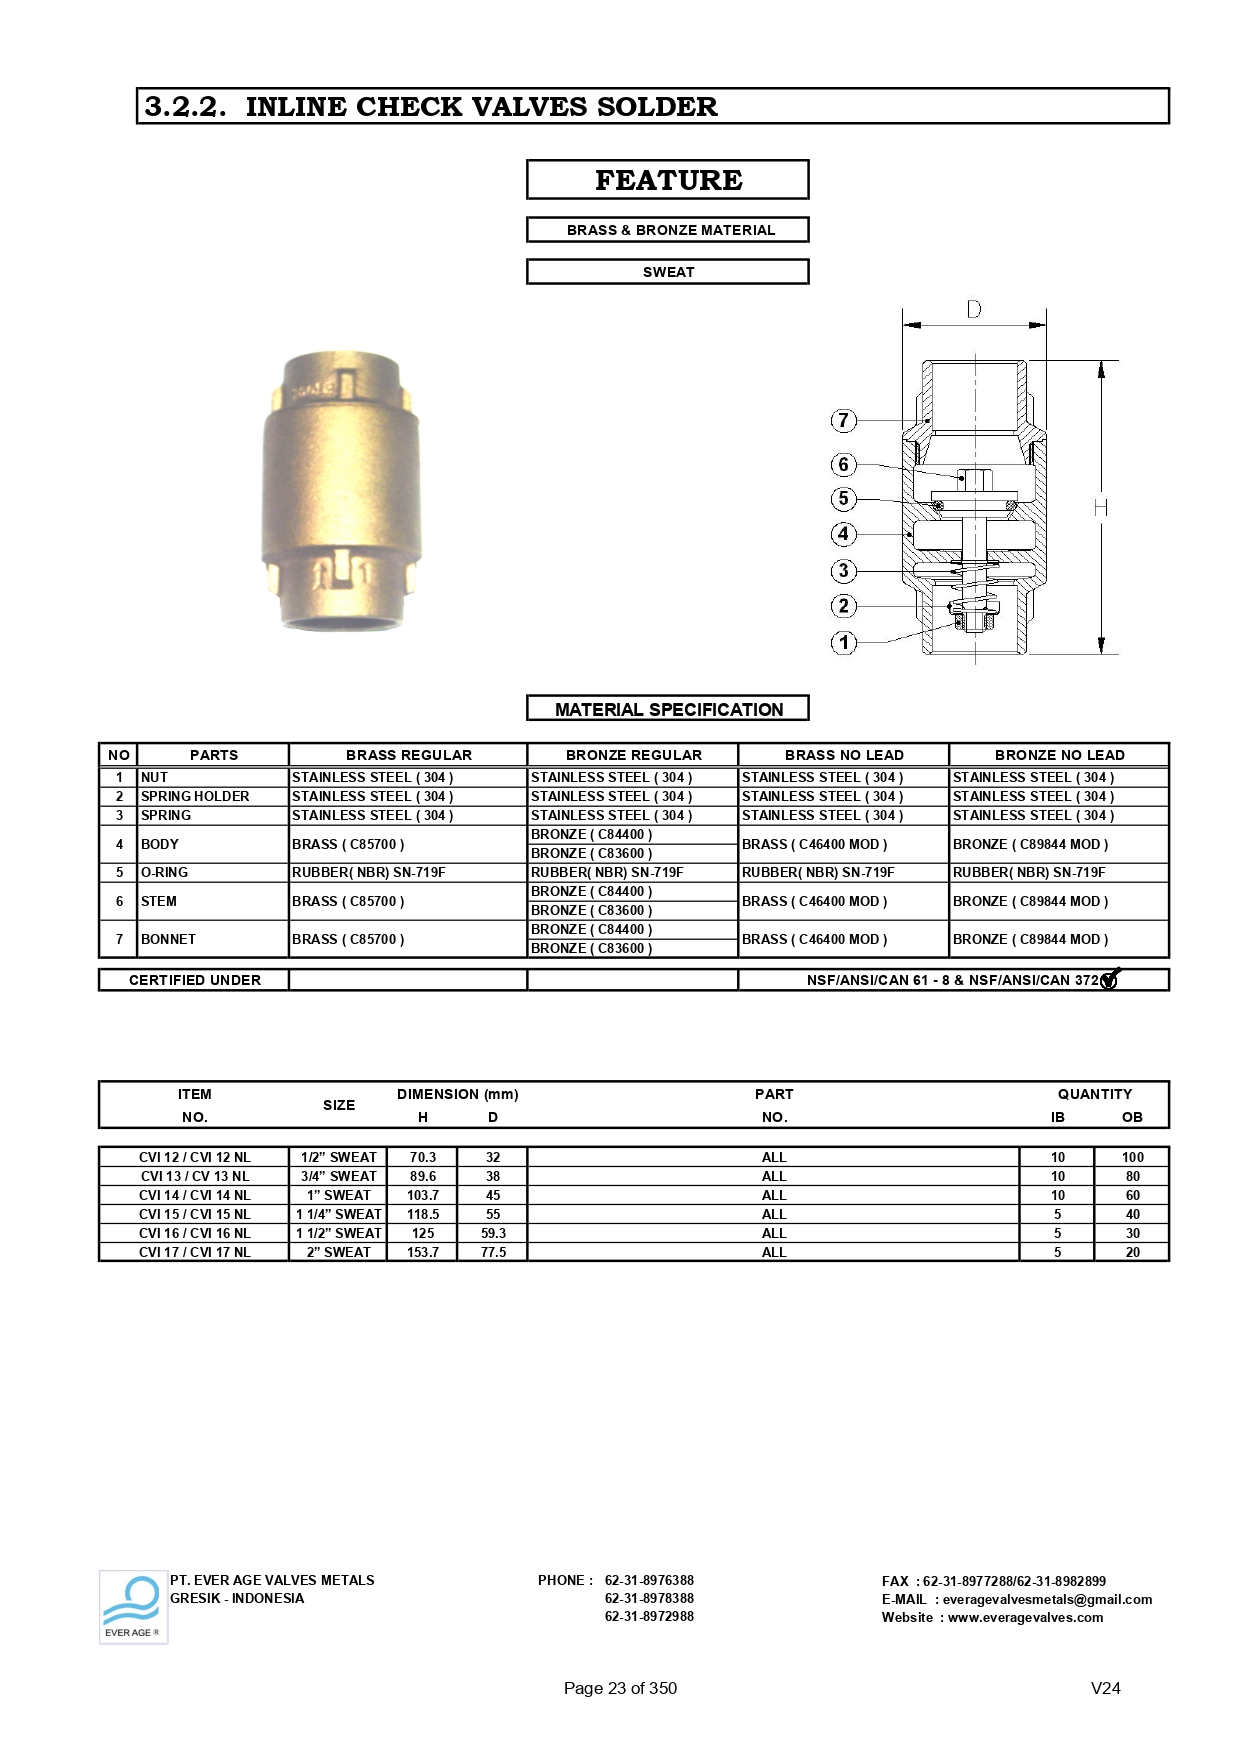 3.2.2. INLINE CHECK VALVES SOLDER
FEATURE
BRASS & BRONZE MATERIAL
SWEAT
D
H
7
6
5
4
3
2
1
MATERIAL SPECIFICATION
NO PARTS BRASS REGULAR BRONZE REGULAR BRASS NO LEAD BRONZE NO LEAD
1 NUT STAINLESS STEEL ( 304 ) STAINLESS STEEL ( 304 ) STAINLESS STEEL ( 304 ) STAINLESS STEEL ( 304 )
2 SPRING HOLDER STAINLESS STEEL ( 304 ) STAINLESS STEEL ( 304 ) STAINLESS STEEL ( 304 ) STAINLESS STEEL ( 304 )
3 SPRING STAINLESS STEEL ( 304 ) STAINLESS STEEL ( 304 ) STAINLESS STEEL ( 304 ) STAINLESS STEEL ( 304 )
BRONZE ( C84400 )
4 BODY BRASS ( C85700 ) BRASS ( C46400 MOD ) BRONZE ( C89844 MOD )
BRONZE ( C83600 )
5 O-RING RUBBER( NBR) SN-719F RUBBER( NBR) SN-719F RUBBER( NBR) SN-719F RUBBER( NBR) SN-719F
BRONZE ( C84400 )
6 STEM BRASS ( C85700 ) BRASS ( C46400 MOD ) BRONZE ( C89844 MOD )
BRONZE ( C83600 )
BRONZE ( C84400 )
7 BONNET BRASS ( C85700 ) BRASS ( C46400 MOD ) BRONZE ( C89844 MOD )
BRONZE ( C83600 )
CERTIFIED UNDER NSF/ANSI/CAN 61 - 8 & NSF/ANSI/CAN 372
ITEM DIMENSION (mm) PART QUANTITY
SIZE
NO. H D NO. IB OB
CVI 12 / CVI 12 NL 1/2” SWEAT 70.3 32 ALL 10 100
CVI 13 / CV 13 NL 3/4” SWEAT 89.6 38 ALL 10 80
CVI 14 / CVI 14 NL 1” SWEAT 103.7 45 ALL 10 60
CVI 15 / CVI 15 NL 1 1/4” SWEAT 118.5 55 ALL 5 40
CVI 16 / CVI 16 NL 1 1/2” SWEAT 125 59.3 ALL 5 30
CVI 17 / CVI 17 NL 2” SWEAT 153.7 77.5 ALL 5 20
PT. EVER AGE VALVES METALS PHONE : 62-31-8976388 FAX : 62-31-8977288/62-31-8982899
GRESIK - INDONESIA 62-31-8978388 E-MAIL : everagevalvesmetals@gmail.com
62-31-8972988 Website : www.everagevalves.com
EVER AGE ®
Page 23 of 350 V24